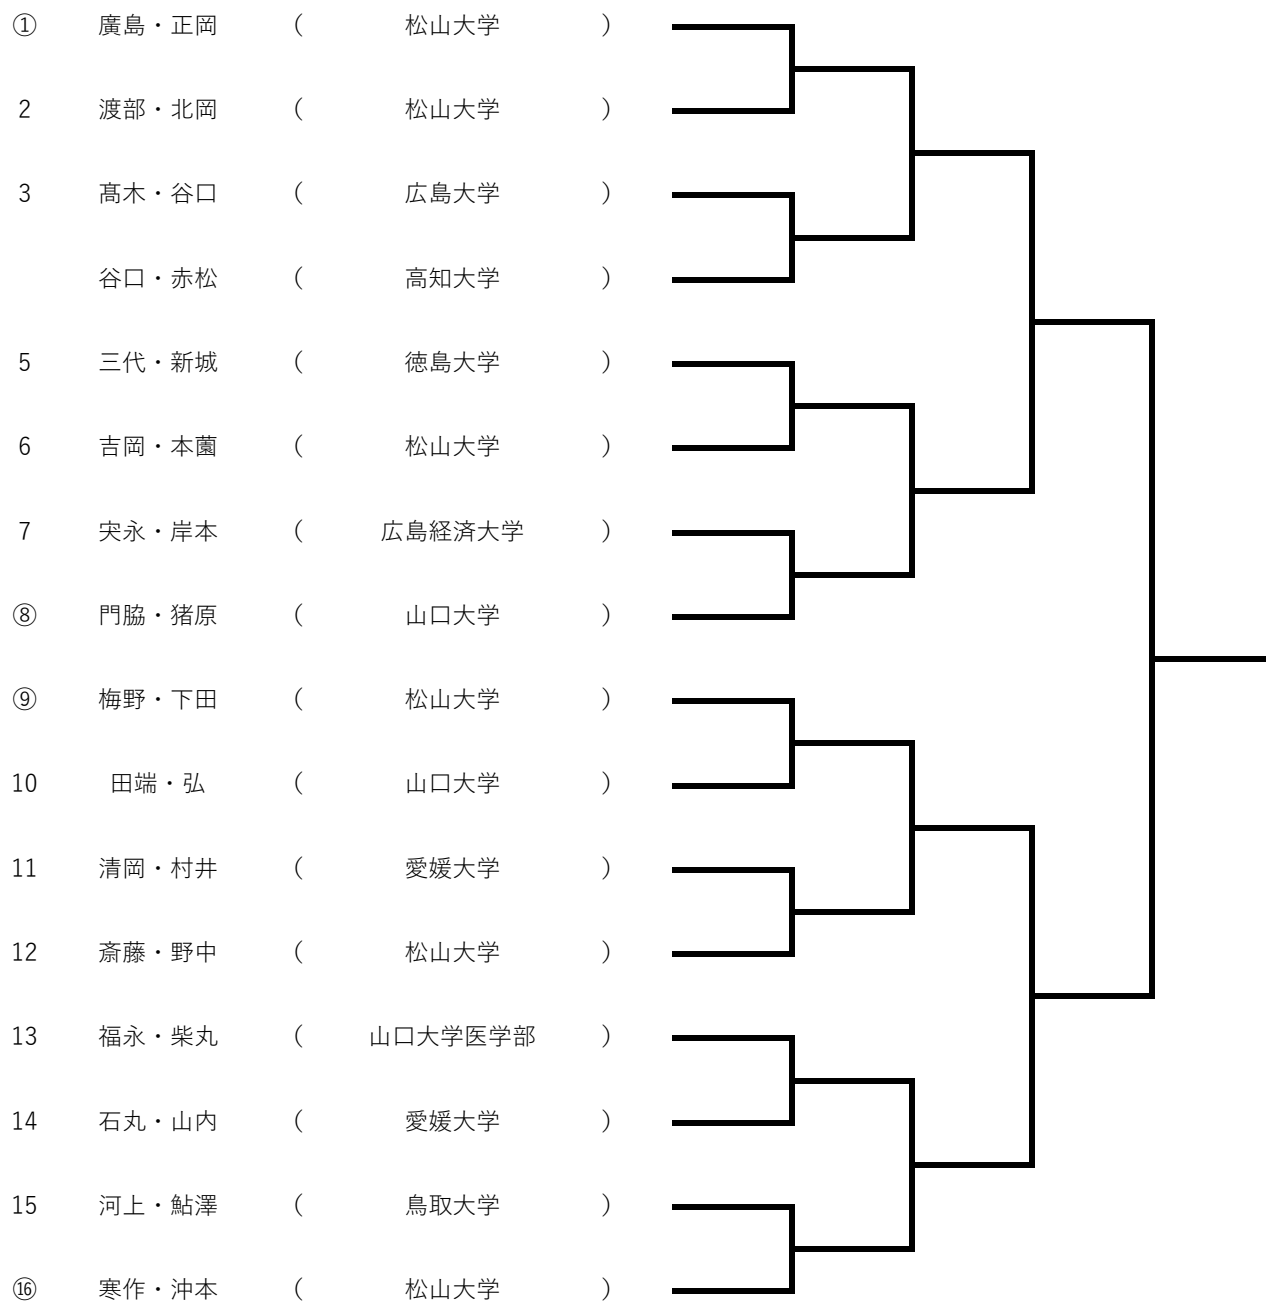 ① 廣島・正岡 ( 松山大学 )
2 渡部・北岡 ( 松山大学 )
3 髙木・谷口 ( 広島大学 )
谷口・赤松 ( 高知大学 )
5 三代・新城 ( 徳島大学 )
6 吉岡・本薗 ( 松山大学 )
7 宍永・岸本 ( 広島経済大学 )
⑧ 門脇・猪原 ( 山口大学 )
⑨ 梅野・下田 ( 松山大学 )
10 田端・弘 ( 山口大学 )
11 清岡・村井 ( 愛媛大学 )
12 斎藤・野中 ( 松山大学 )
13 福永・柴丸 ( 山口大学医学部 )
14 石丸・山内 ( 愛媛大学 )
15 河上・鮎澤 ( 鳥取大学 )
⑯ 寒作・沖本 ( 松山大学 )